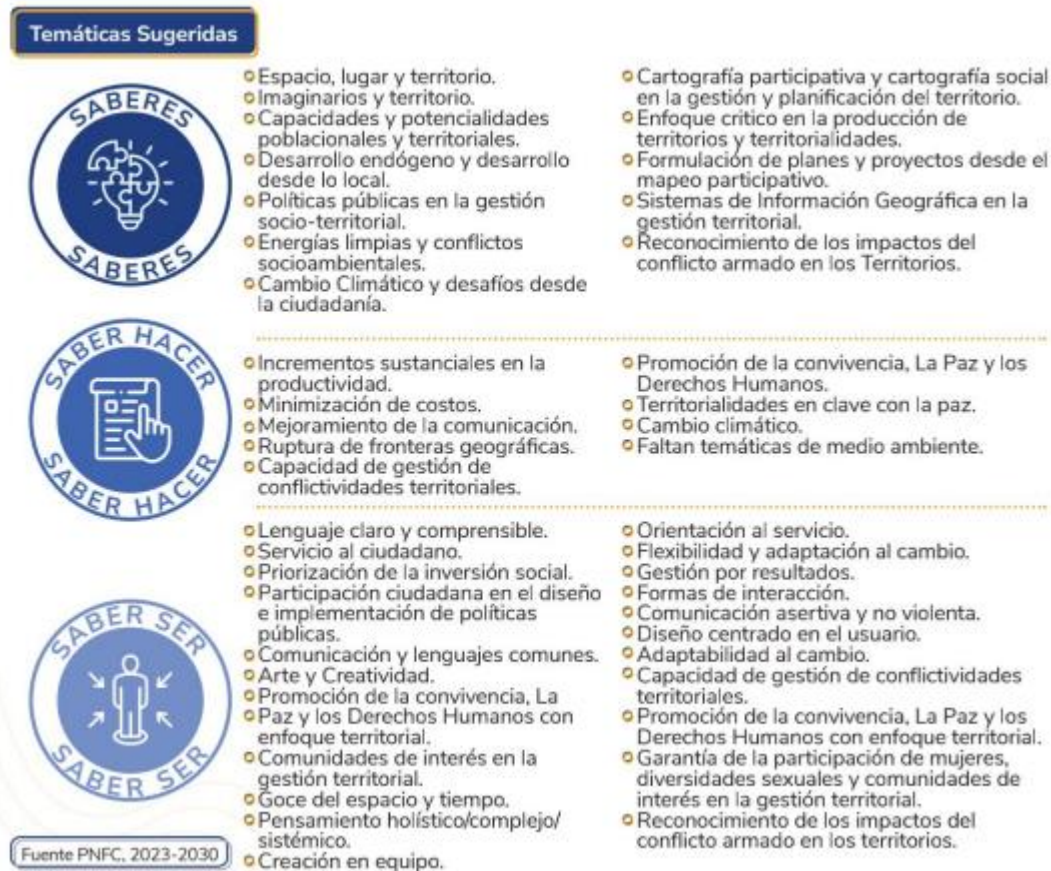 Temáticas Sugeridas
SABERES
SABERES
Espacio, lugar y territorio.
Imaginarios y territorio.
Capacidades y potencialidades
poblacionales y territoriales.
Desarrollo endógeno y desarrollo
desde lo local.
Políticas públicas en la gestión
socio-territorial.
Energías limpias y conflictos
socioambientales.
Cambio Climático y desafíos desde
la ciudadanía.
Cartografía participativa y cartografía social
en la gestión y planificación del territorio.
Enfoque critico en la producción de
territorios y territorialidades.
Formulación de planes y proyectos desde el
mapeo participativo.
Sistemas de Información Geográfica en la
gestión territorial.
Reconocimiento de los impactos del
conflicto armado en los Territorios.
SABER HACER
SABER HACER
Incrementos sustanciales en la
productividad.
Minimización de costos.
Mejoramiento de la comunicación.
Ruptura de fronteras geográficas.
Capacidad de gestión de
conflictividades territoriales.
Promoción de la convivencia, La Paz y los
Derechos Humanos.
Territorialidades en clave con la paz.
Cambio climático.
Faltan temáticas de medio ambiente.
SABER SER
SABER SER
Lenguaje claro y comprensible.
Servicio al ciudadano.
Priorización de la inversión social.
Participación ciudadana en el diseño
e implementación de políticas
públicas.
Comunicación y lenguajes comunes.
Arte y Creatividad.
Promoción de la convivencia, La
Paz y los Derechos Humanos con
enfoque territorial.
Comunidades de interés en la
gestión territorial.
Goce del espacio y tiempo.
Pensamiento holístico/complejo/
sistémico.
Creación en equipo.
Orientación al servicio.
Flexibilidad y adaptación al cambio.
Gestión por resultados.
Formas de interacción.
Comunicación asertiva y no violenta.
Diseño centrado en el usuario.
Adaptabilidad al cambio.
Capacidad de gestión de conflictividades
territoriales.
Promoción de la convivencia, La Paz y los
Derechos Humanos con enfoque territorial.
Garantía de la participación de mujeres,
diversidades sexuales y comunidades de
interés en la gestión territorial.
Reconocimiento de los impactos del
conflicto armado en los territorios.
Fuente PNFC, 2023-2030